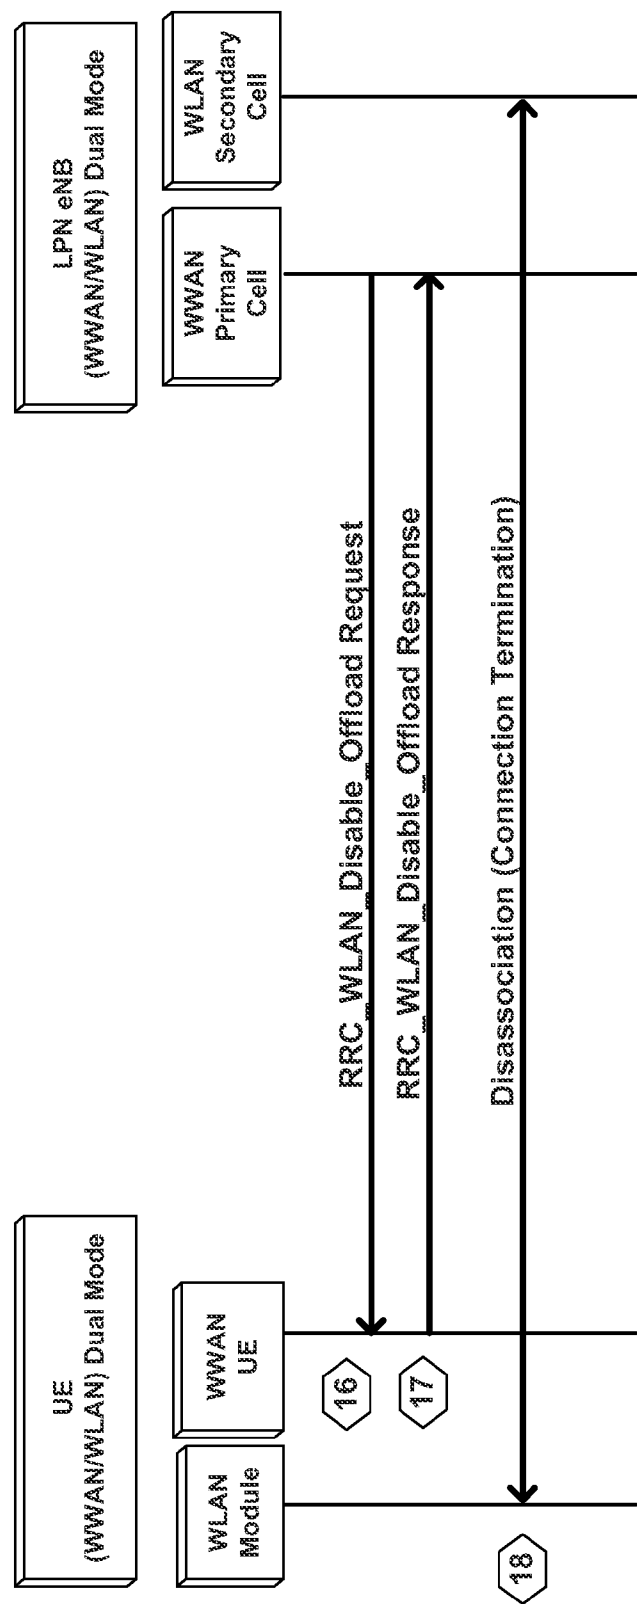 UE
(WWAN/WLAN) Dual Mode
LPN eNB
(WWAN/WLAN) Dual Mode
WLAN
Module
WWAN
UE
WWAN
Primary
Cell
WLAN
Secondary
Cell
16
RRC_WLAN_Disable_Offload Request
17
RRC_WLAN_Disable_Offload Response
18
Disassociation (Connection Termination)